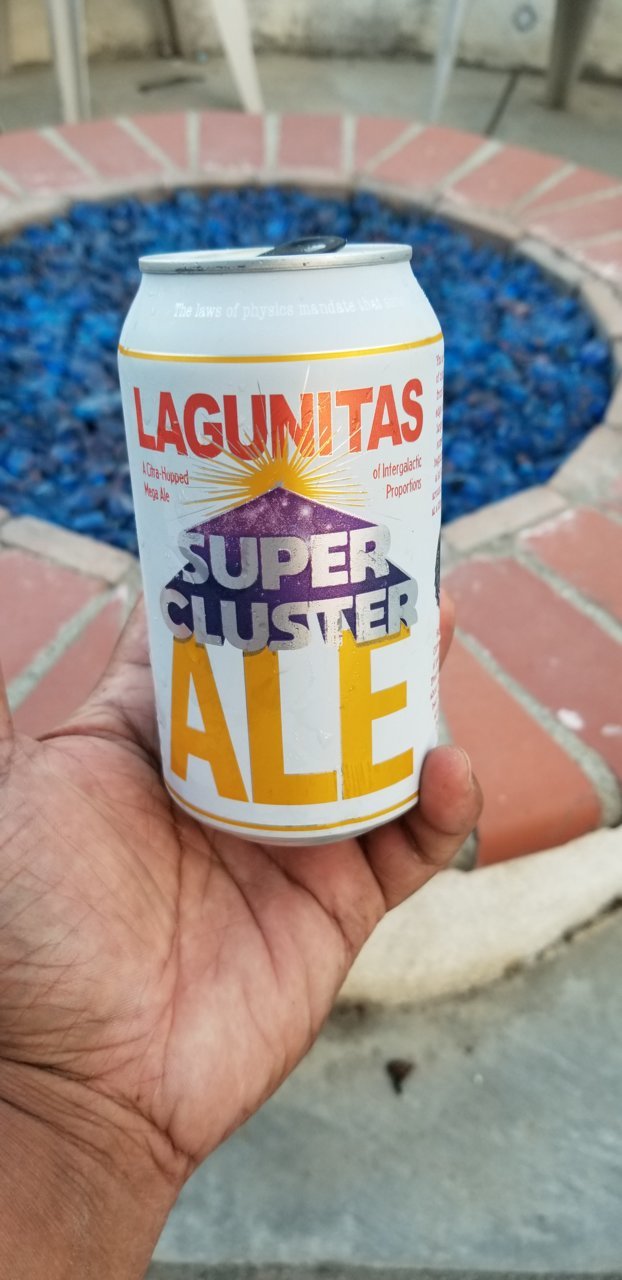 The laws of physics mandate that
LAGUNITAS
A Citra-Hopped
Mega Ale
of Intergalactic
Proportions
SUPER
CLUSTER
ALE